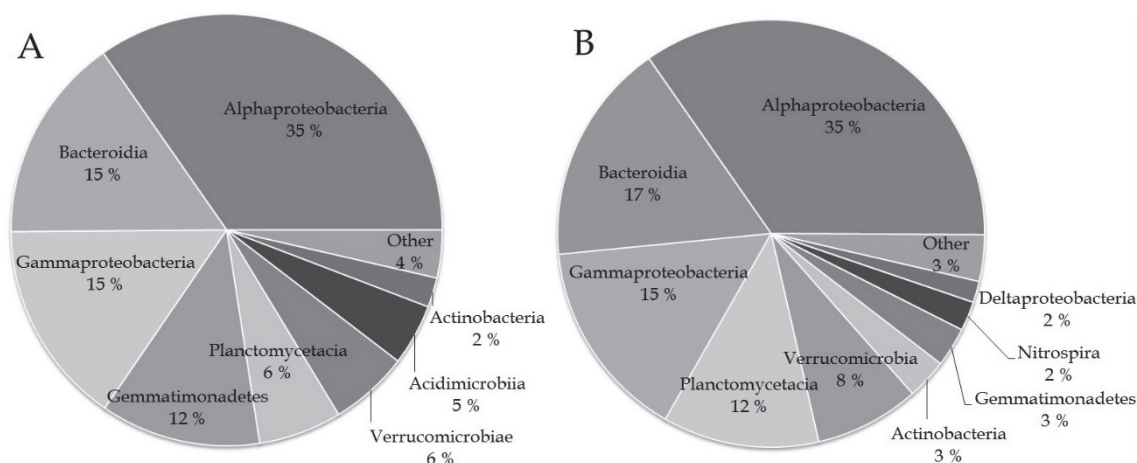 A
Alphaproteobacteria
35 %
Bacteroidia
15 %
Gammaproteobacteria
15 %
Gemmatimonadetes
12 %
Planctomycetacia
6 %
Verrucomicrobiae
6 %
Acidimicrobiia
5 %
Actinobacteria
2 %
Other
4 %
B
Alphaproteobacteria
35 %
Bacteroidia
17 %
Gammaproteobacteria
15 %
Planctomycetacia
12 %
Verrucomicrobia
8 %
Actinobacteria
3 %
Gemmatimonadetes
3 %
Nitrospira
2 %
Deltaproteobacteria
2 %
Other
3 %